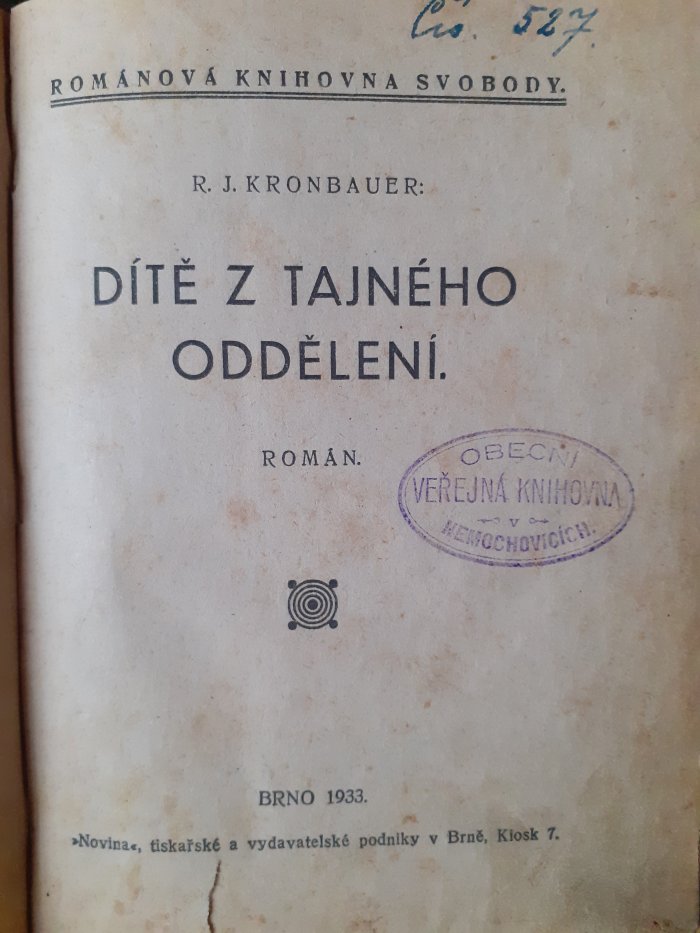 Čís. 527.
ROMÁNOVÁ KNIHOVNA SVOBODY.
R. J. KRONBAUER:
DÍTĚ Z TAJNÉHO
ODDĚLENÍ.
ROMÁN.
OBECNÍ
VEŘEJNÁ KNIHOVNA
V
NEMOCHOVICÍCH.
BRNO 1933.
»Novina«, tiskařské a vydavatelské podniky v Brně, Kiosk 7.